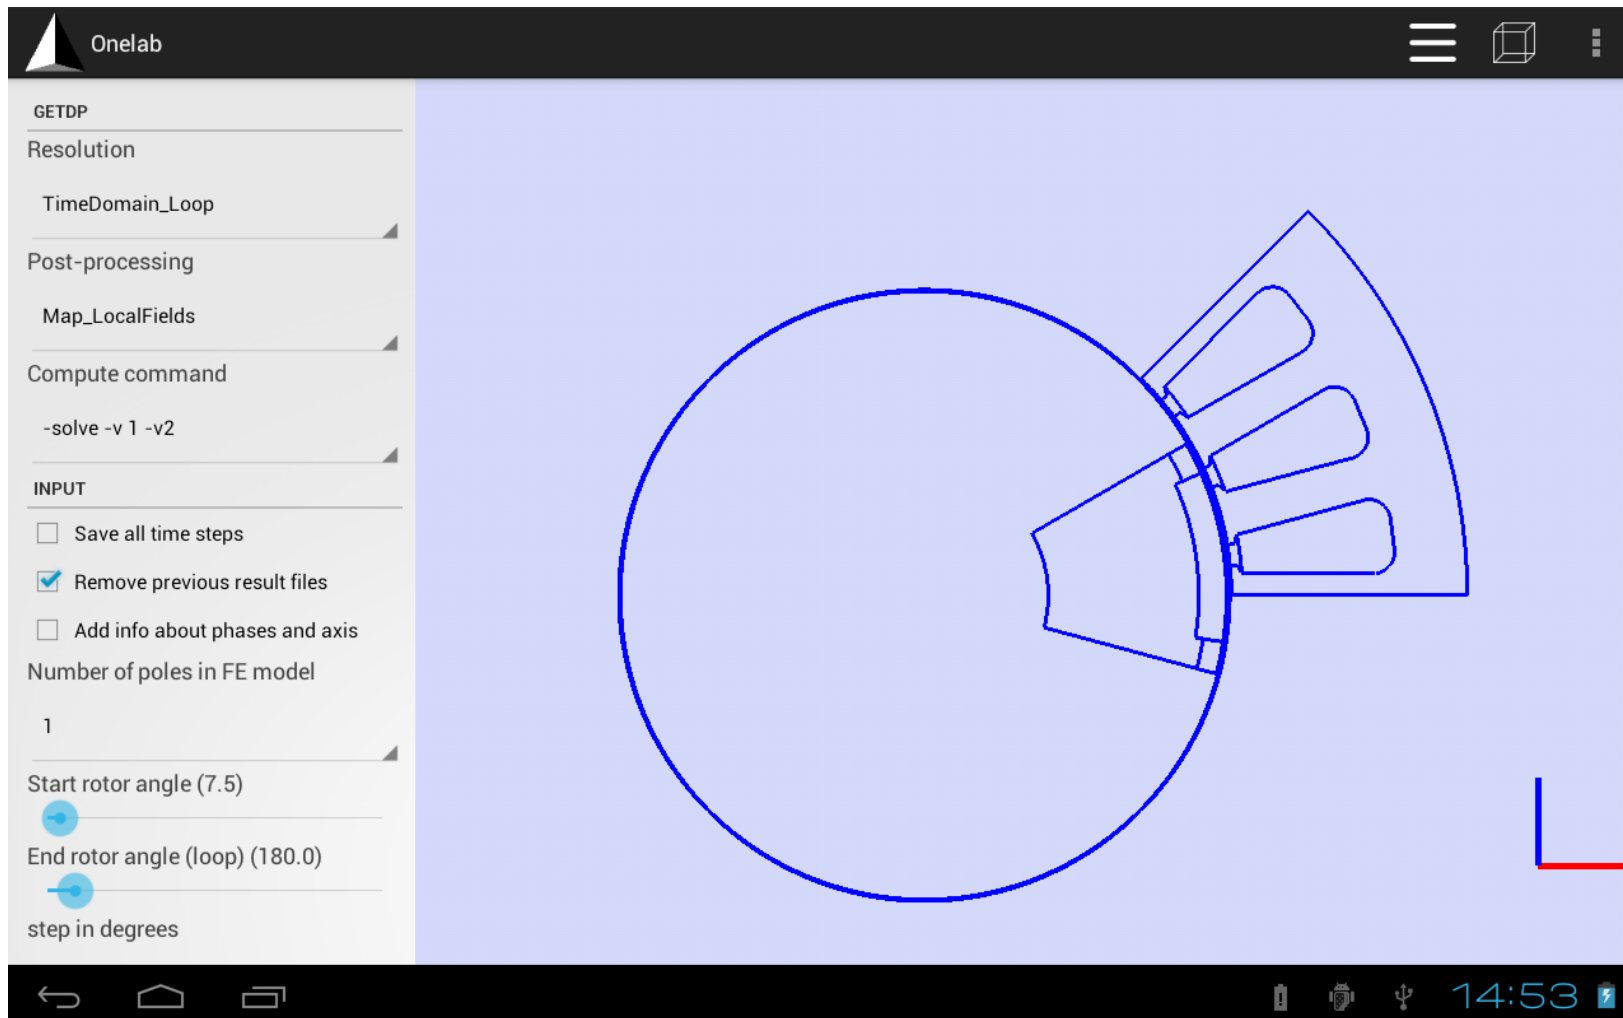 Onelab
GETDP
Resolution
TimeDomain_Loop
Post-processing
Map_LocalFields
Compute command
-solve -v 1 -v2
INPUT
Save all time steps
Remove previous result files
Add info about phases and axis
Number of poles in FE model
1
Start rotor angle (7.5)
End rotor angle (loop) (180.0)
step in degrees
14:53